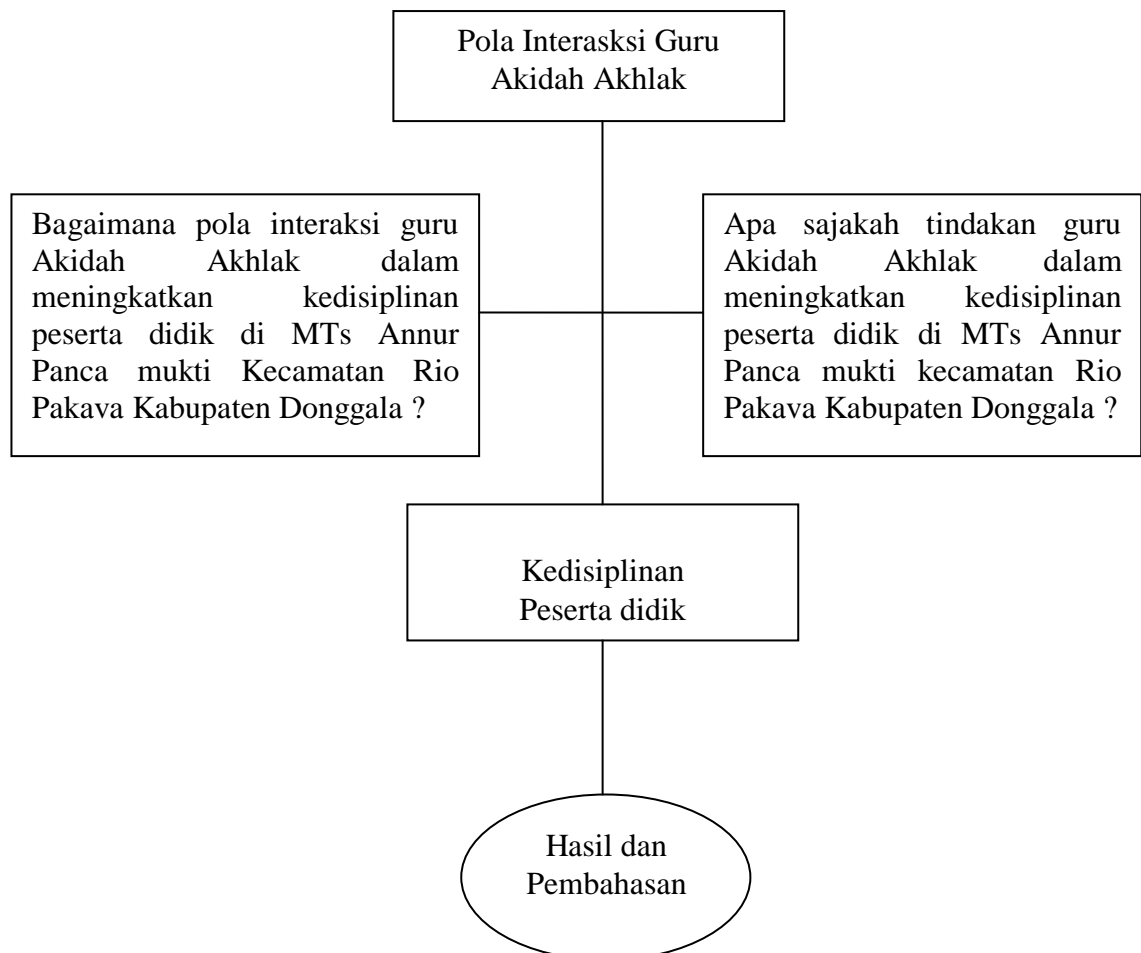 Pola Interasksi Guru
Akidah Akhlak
Bagaimana pola interaksi guru
Akidah Akhlak dalam
meningkatkan kedisiplinan
peserta didik di MTs Annur
Panca mukti Kecamatan Rio
Pakava Kabupaten Donggala ?
Apa sajakah tindakan guru
Akidah Akhlak dalam
meningkatkan kedisiplinan
peserta didik di MTs Annur
Panca mukti kecamatan Rio
Pakava Kabupaten Donggala ?
Kedisiplinan
Peserta didik
Hasil dan
Pembahasan